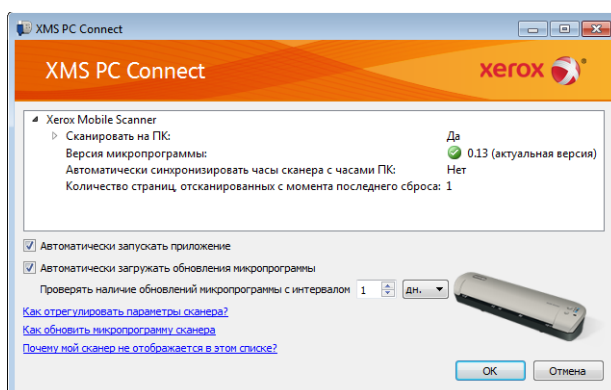 XMS PC Connect
XMS PC Connect
xerox
Xerox Mobile Scanner
Сканировать на ПК: Да
Версия микропрограммы: 0.13 (актуальная версия)
Автоматически синхронизировать часы сканера с часами ПК: Нет
Количество страниц, отсканированных с момента последнего сброса: 1
Автоматически запускать приложение
Автоматически загружать обновления микропрограммы
Проверять наличие обновлений микропрограммы с интервалом 1 дн.
Как отрегулировать параметры сканера?
Как обновить микропрограмму сканера
Почему мой сканер не отображается в этом списке?
OK Отмена